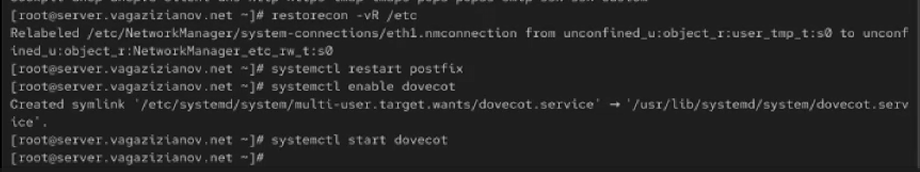 [root@server.vagazizianov.net ~]# restorecon -vR /etc
Relabeled /etc/NetworkManager/system-connections/eth1.nmconnection from unconfined_u:object_r:user_tmp_t:s0 to unconf
ined_u:object_r:NetworkManager_etc_rw_t:s0
[root@server.vagazizianov.net ~]# systemctl restart postfix
[root@server.vagazizianov.net ~]# systemctl enable dovecot
Created symlink '/etc/systemd/system/multi-user.target.wants/dovecot.service' → '/usr/lib/systemd/system/dovecot.serv
ice'.
[root@server.vagazizianov.net ~]# systemctl start dovecot
[root@server.vagazizianov.net ~]#